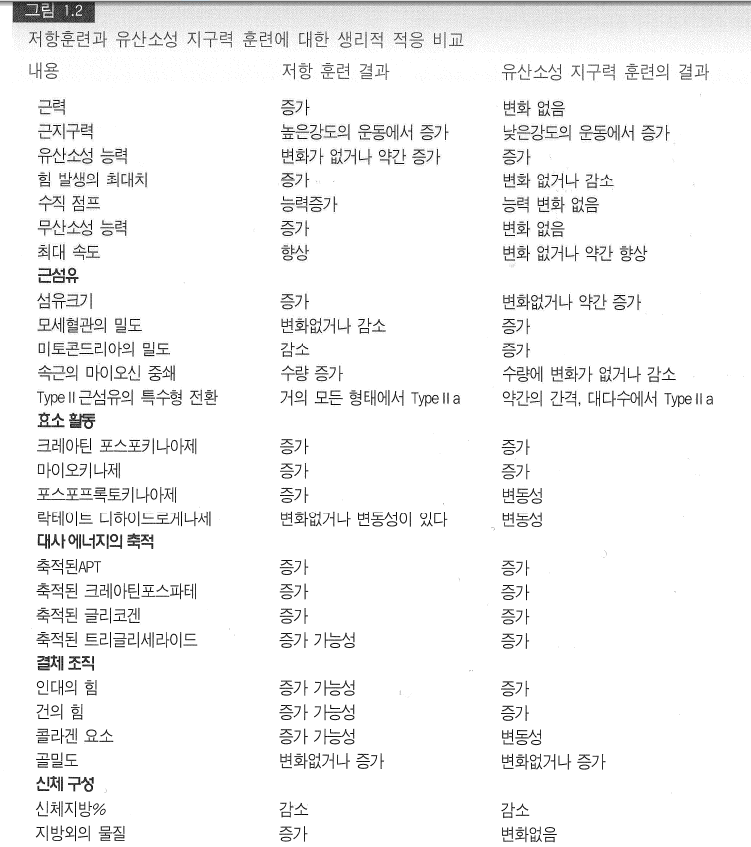 그림 1.2
저항훈련과 유산소성 지구력 훈련에 대한 생리적 적응 비교
내용 저항 훈련 결과 유산소성 지구력 훈련의 결과
근력 증가 변화 없음
근지구력 높은강도의 운동에서 증가 낮은강도의 운동에서 증가
유산소성 능력 변화가 없거나 약간 증가 증가
힘 발생의 최대치 증가 변화 없거나 감소
수직 점프 능력증가 능력 변화 없음
무산소성 능력 증가 변화 없음
최대 속도 향상 변화 없거나 약간 향상
근섬유
섬유크기 증가 변화없거나 약간 증가
모세혈관의 밀도 변화없거나 감소 증가
미토콘드리아의 밀도 감소 증가
속근의 마이오신 중쇄 수량 증가 수량에 변화가 없거나 감소
TypeⅡ근섬유의 특수형 전환 거의 모든 형태에서 TypeⅡa 약간의 간격, 대다수에서 TypeⅡa
효소 활동
크레아틴 포스포키나아제 증가 증가
마이오키나제 증가 증가
포스포프룩토키나아제 증가 변동성
락테이트 디하이드로게나세 변화없거나 변동성이 있다 변동성
대사 에너지의 축적
축적된APT 증가 증가
축적된 크레아틴포스파테 증가 증가
축적된 글리코겐 증가 증가
축적된 트리글리세라이드 증가 가능성 증가
결체 조직
인대의 힘 증가 가능성 증가
건의 힘 증가 가능성 증가
콜라겐 요소 증가 가능성 변동성
골밀도 변화없거나 증가 변화없거나 증가
신체 구성
신체지방% 감소 감소
지방외의 물질 증가 변화없음